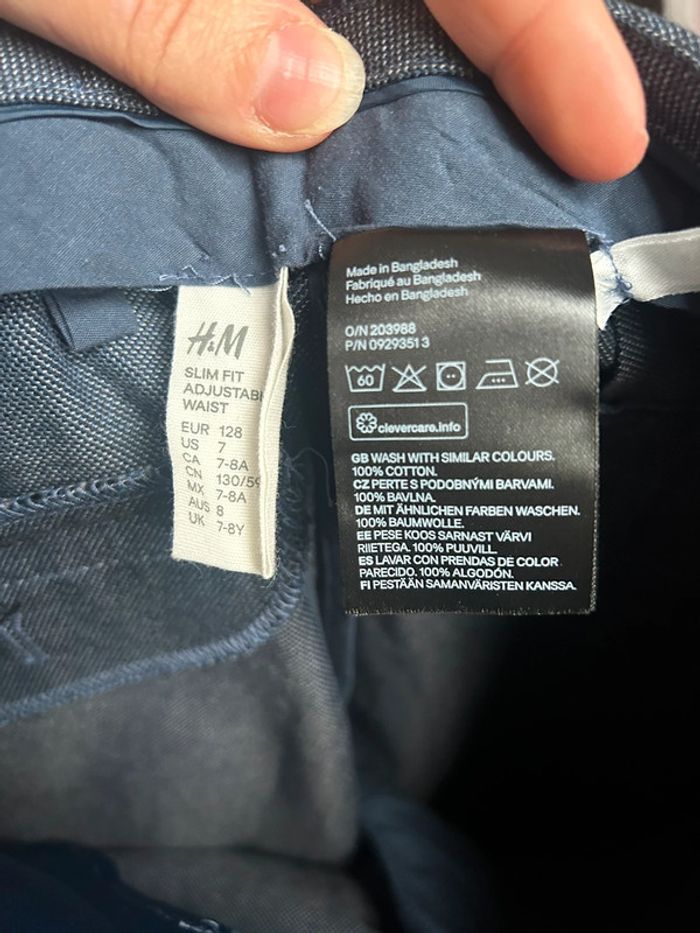 H&M
SLIM FIT
ADJUSTABL
WAIST
EUR 128
US 7
CA 7-8A
CN 130/59
MX 7-8A
AUS 8
UK 7-8Y
Made in Bangladesh
Fabriqué au Bangladesh
Hecho en Bangladesh
O/N 203988
P/N 09293513
60
clevercare.info
GB WASH WITH SIMILAR COLOURS.
100% COTTON.
CZ PERTE S PODOBNÝMI BARVAMI.
100% BAVLNA.
DE MIT ÄHNLICHEN FARBEN WASCHEN.
100% BAUMWOLLE.
EE PESE KOOS SARNAST VÄRVI
RIIETEGA. 100% PUUVILL.
ES LAVAR CON PRENDAS DE COLOR
PARECIDO. 100% ALGODÓN.
FI PESTÄÄN SAMANVÄRISTEN KANSSA.